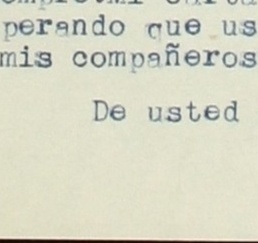 perando que us
mis compañeros
De usted